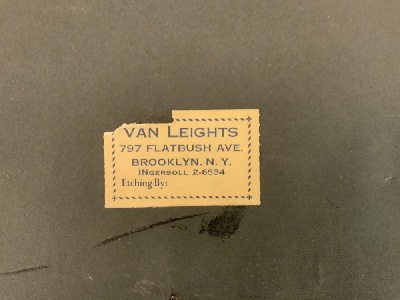 VAN LEIGHTS
797 FLATBUSH AVE.
BROOKLYN, N. Y.
INGERSOLL 2-6534
Etching By: